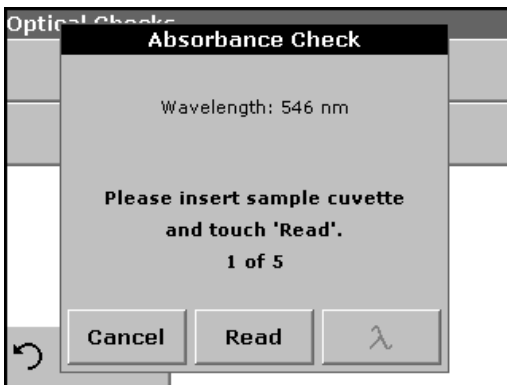 Optical Checks
Absorbance Check
Wavelength: 546 nm
Please insert sample cuvette
and touch 'Read'.
1 of 5
Cancel Read λ